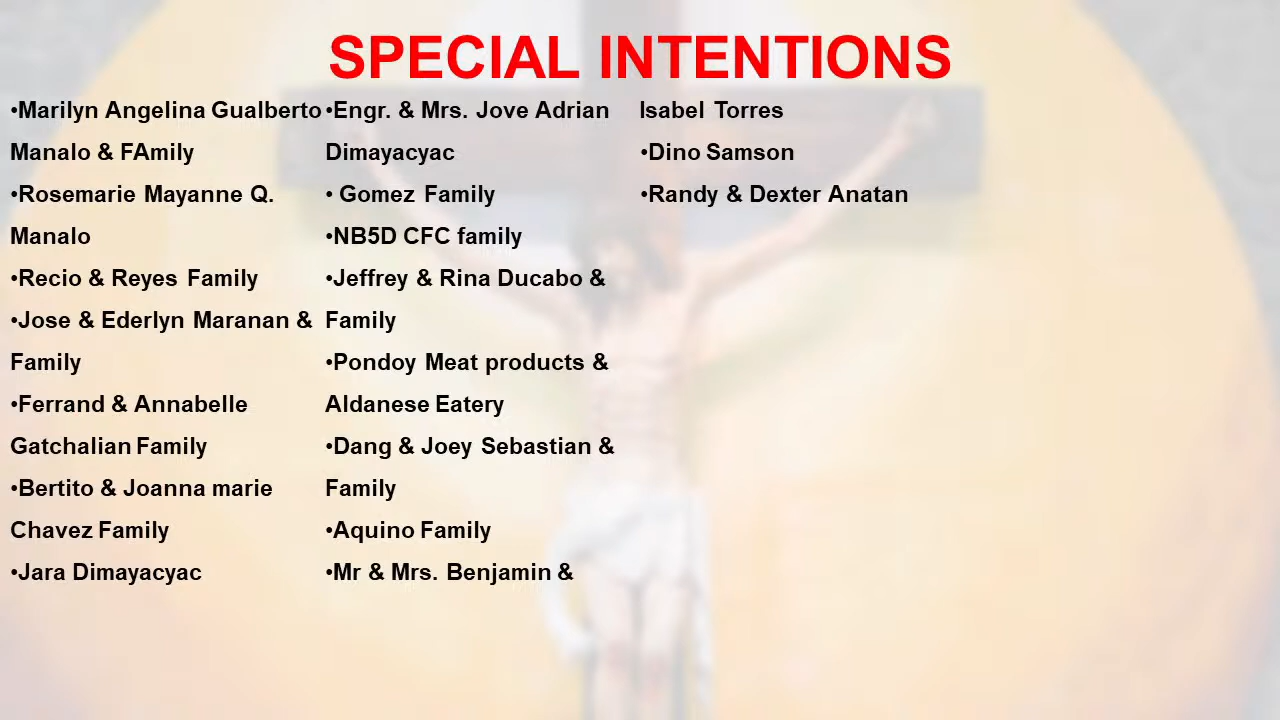 SPECIAL INTENTIONS
•Marilyn Angelina Gualberto
Manalo & FAmily
•Rosemarie Mayanne Q.
Manalo
•Recio & Reyes Family
•Jose & Ederlyn Maranan &
Family
•Ferrand & Annabelle
Gatchalian Family
•Bertito & Joanna marie
Chavez Family
•Jara Dimayacyac
•Engr. & Mrs. Jove Adrian
Dimayacyac
• Gomez Family
•NB5D CFC family
•Jeffrey & Rina Ducabo &
Family
•Pondoy Meat products &
Aldanese Eatery
•Dang & Joey Sebastian &
Family
•Aquino Family
•Mr & Mrs. Benjamin &
Isabel Torres
•Dino Samson
•Randy & Dexter Anatan